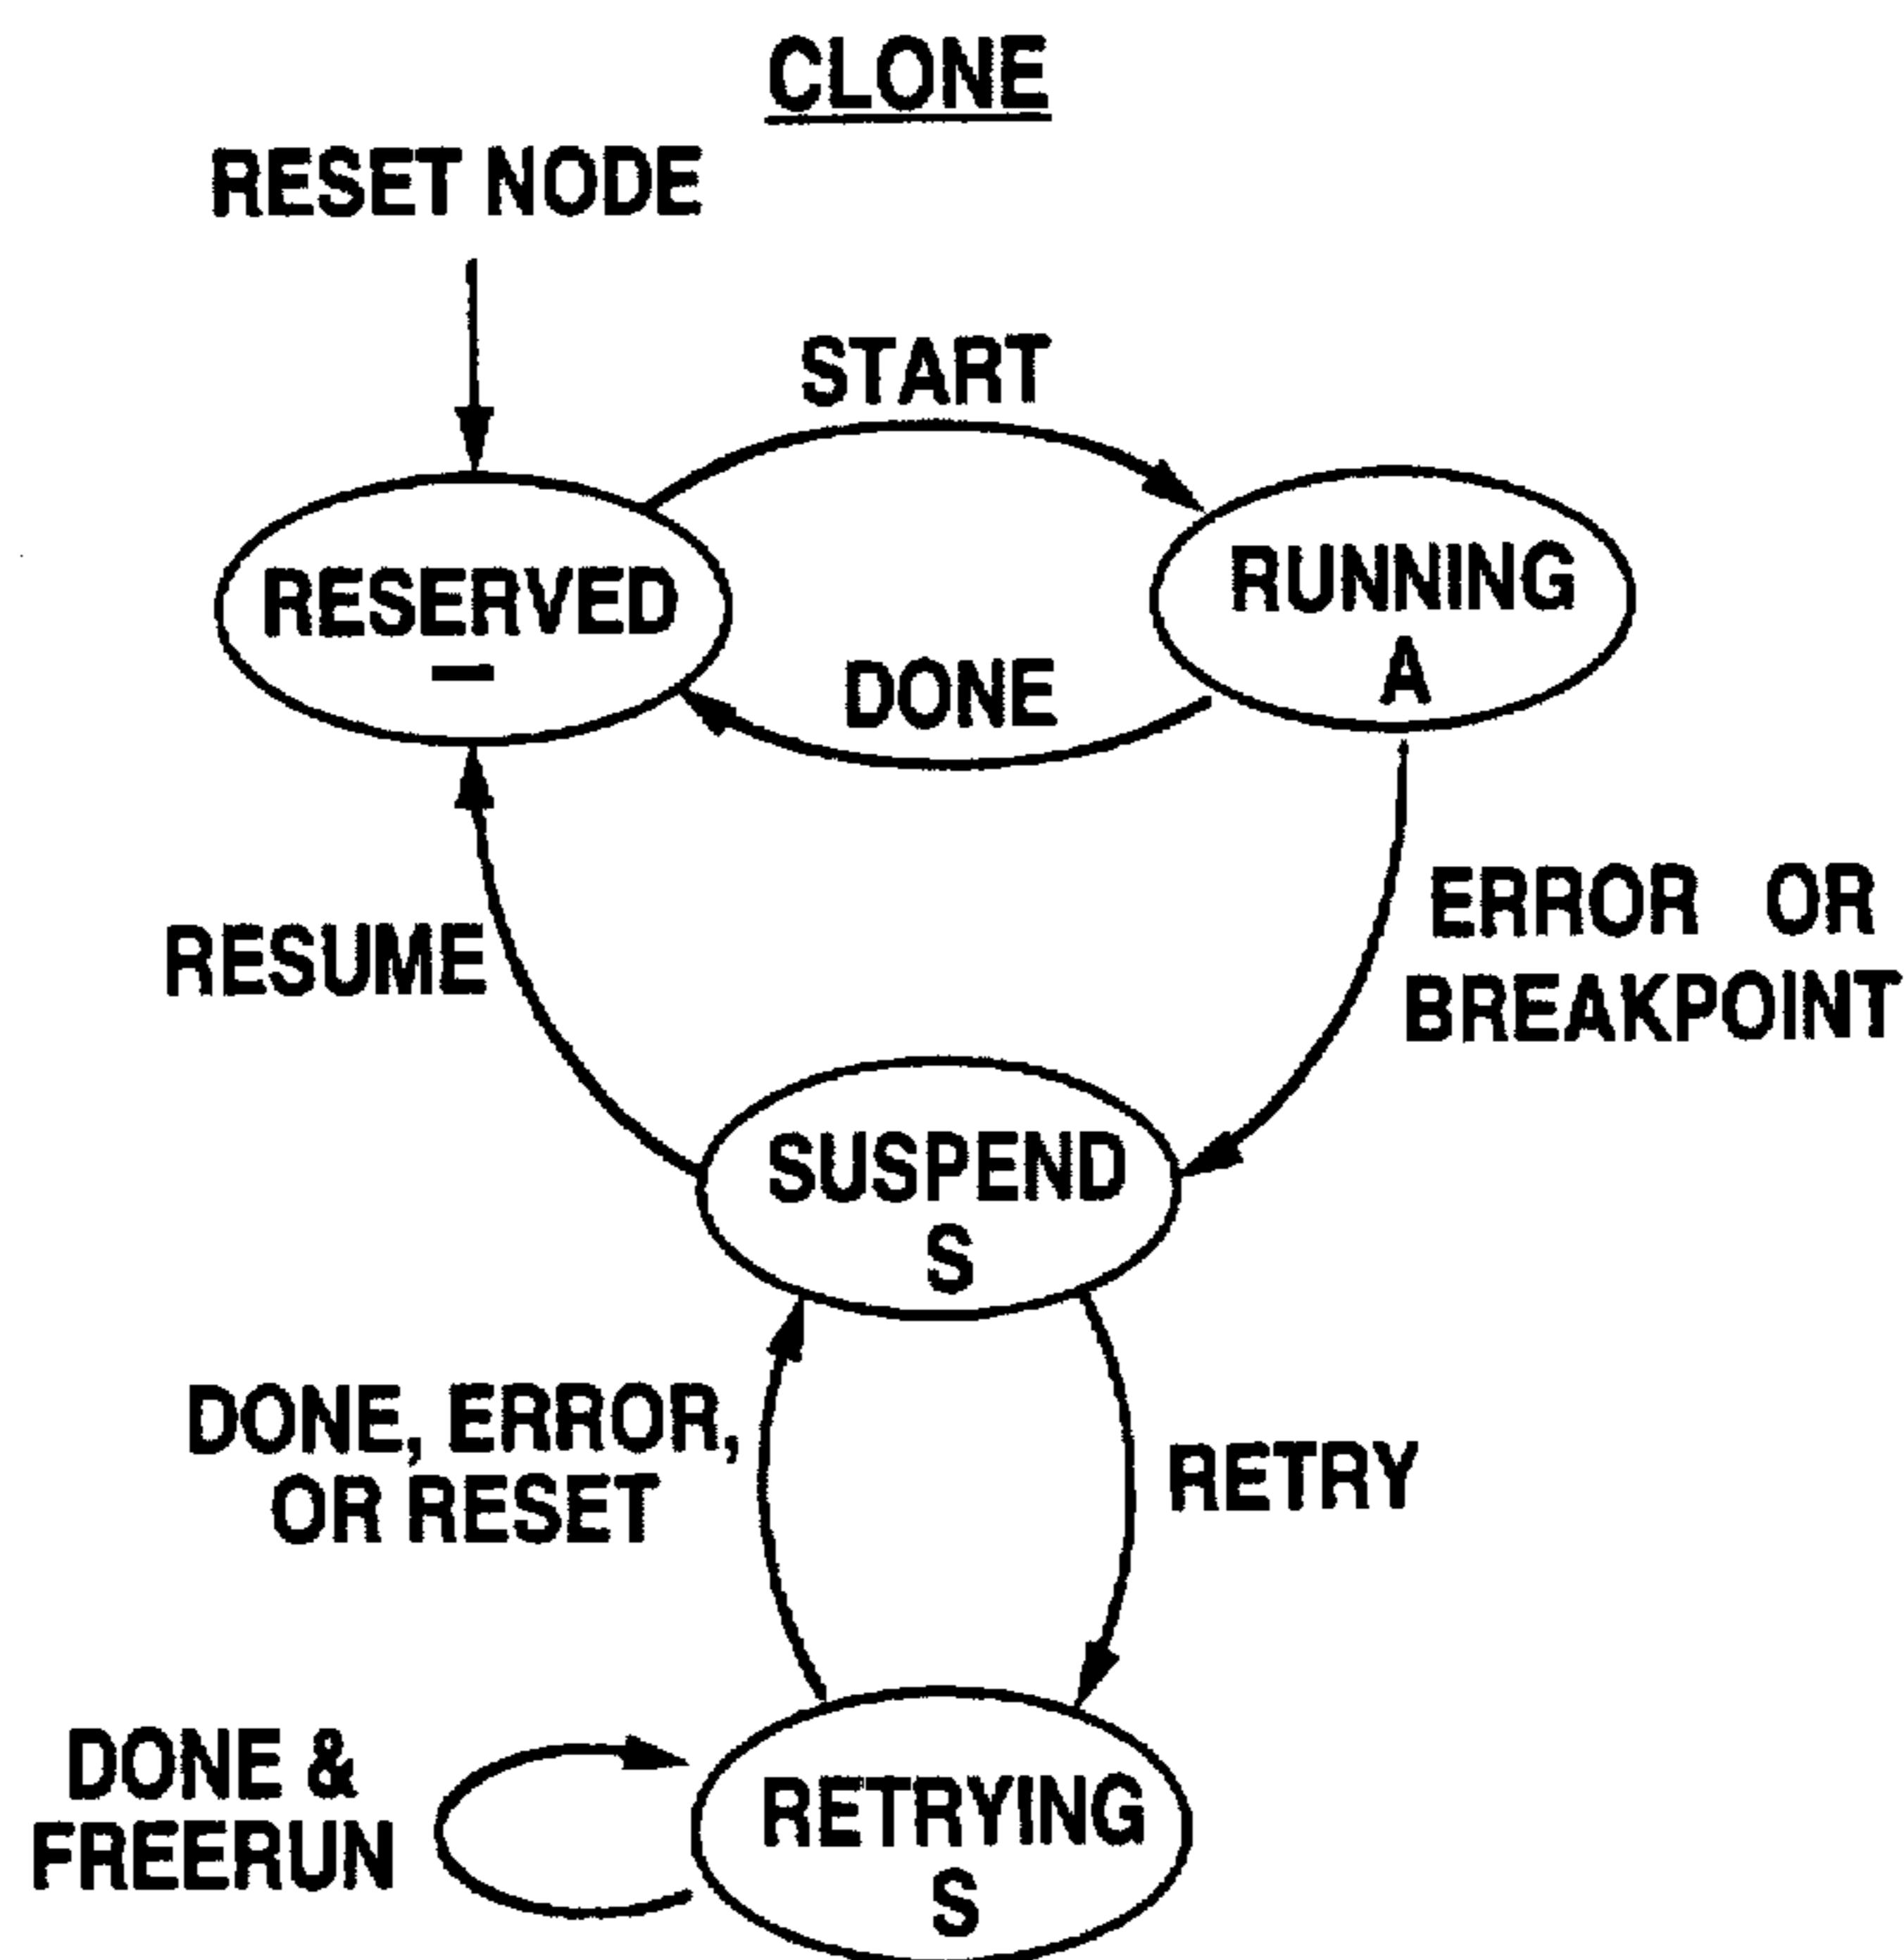 CLONE
RESET NODE
START
RESERVED
–
RUNNING
A
DONE
RESUME
ERROR OR
BREAKPOINT
SUSPEND
S
DONE, ERROR,
OR RESET
RETRY
DONE &
FREERUN
RETRYING
S